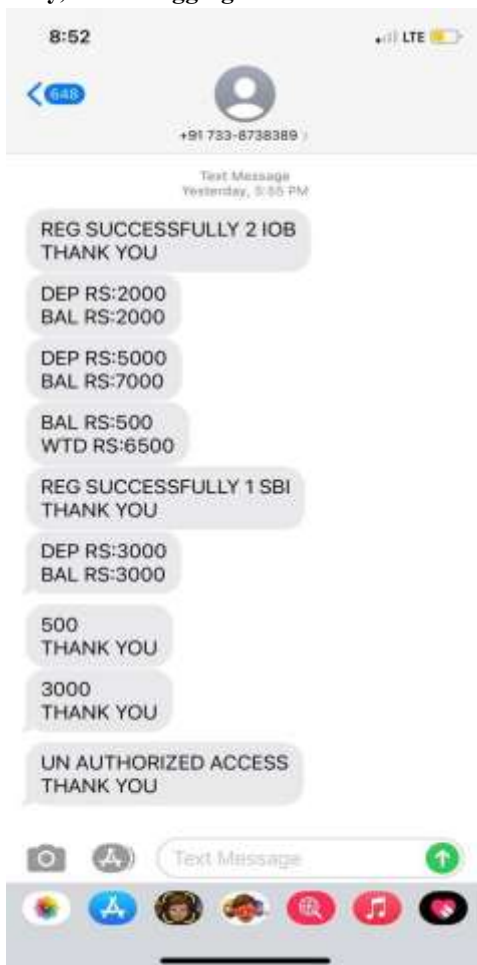 8:52
LTE
648
+91 733-8738389
Text Message
Yesterday, PM
REG SUCCESSFULLY 2 IOB
THANK YOU
DEP RS:2000
BAL RS:2000
DEP RS:5000
BAL RS:7000
BAL RS:500
WTD RS:6500
REG SUCCESSFULLY 1 SBI
THANK YOU
DEP RS:3000
BAL RS:3000
500
THANK YOU
3000
THANK YOU
UN AUTHORIZED ACCESS
THANK YOU
Text Message